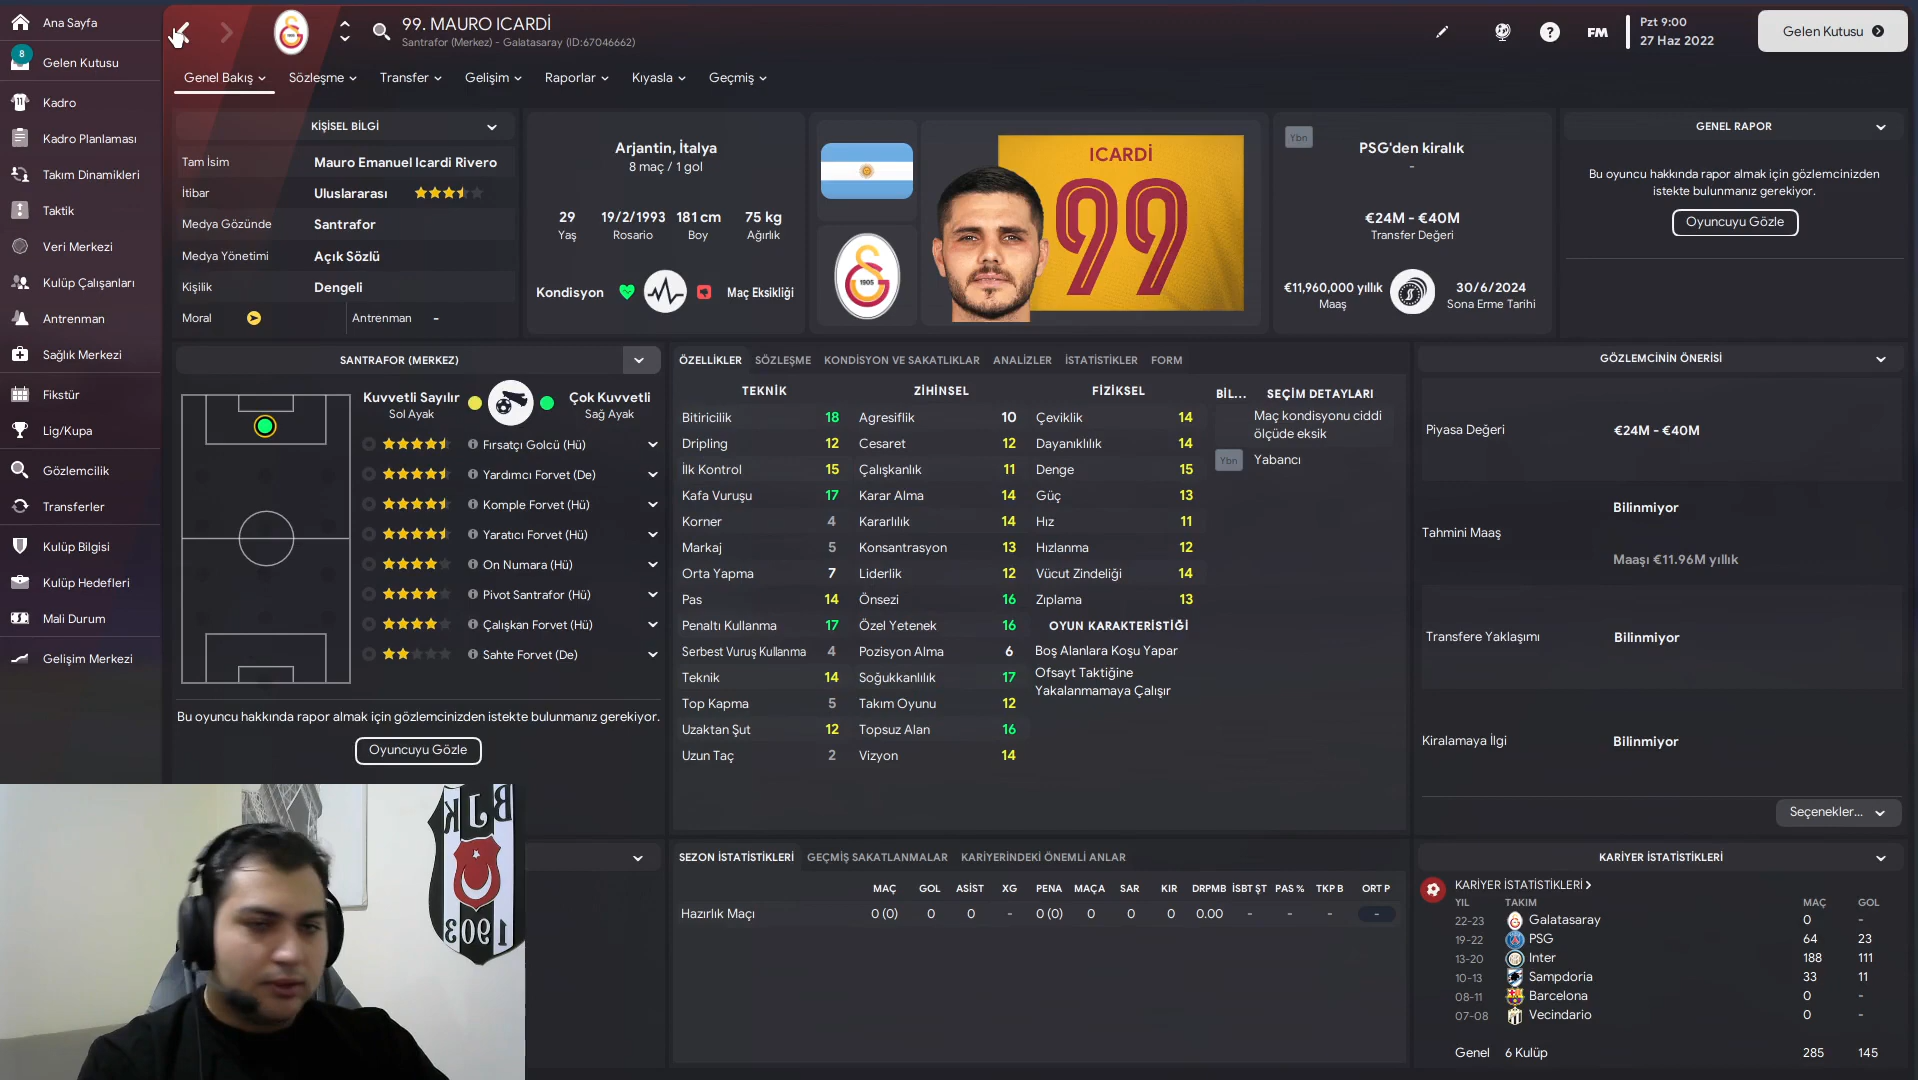 Ana Sayfa
8
Gelen Kutusu
Kadro
Kadro Planlaması
Takım Dinamikleri
Taktik
Veri Merkezi
Kulüp Çalışanları
Antrenman
Sağlık Merkezi
Fikstür
Lig/Kupa
Gözlemcilik
Transferler
Kulüp Bilgisi
Kulüp Hedefleri
Mali Durum
Gelişim Merkezi
99. MAURO ICARDİ
Santrafor (Merkez) - Galatasaray (ID:67046662)
FM
Pzt 9:00
27 Haz 2022
Gelen Kutusu
Genel Bakış Sözleşme Transfer Gelişim Raporlar Kıyasla Geçmiş
KİŞİSEL BİLGİ
Tam İsim Mauro Emanuel Icardi Rivero
İtibar Uluslararası
Medya Gözünde Santrafor
Medya Yönetimi Açık Sözlü
Kişilik Dengeli
Moral Antrenman -
Arjantin, İtalya
8 maç / 1 gol
29 19/2/1993 181 cm 75 kg
Yaş Rosario Boy Ağırlık
Kondisyon Maç Eksikliği
1905
ICARDİ
99
Ybn
PSG'den kiralık
-
€24M - €40M
Transfer Değeri
€11,960,000 yıllık 30/6/2024
Maaş Sona Erme Tarihi
GENEL RAPOR
Bu oyuncu hakkında rapor almak için gözlemcinizden
istekte bulunmanız gerekiyor.
Oyuncuyu Gözle
SANTRAFOR (MERKEZ)
Kuvvetli Sayılır Çok Kuvvetli
Sol Ayak Sağ Ayak
Fırsatçı Golcü (Hü)
Yardımcı Forvet (De)
Komple Forvet (Hü)
Yaratıcı Forvet (Hü)
On Numara (Hü)
Pivot Santrafor (Hü)
Çalışkan Forvet (Hü)
Sahte Forvet (De)
Bu oyuncu hakkında rapor almak için gözlemcinizden istekte bulunmanız gerekiyor.
Oyuncuyu Gözle
ÖZELLİKLER SÖZLEŞME KONDİSYON VE SAKATLIKLAR ANALİZLER İSTATİSTİKLER FORM
TEKNİK
Bitiricilik 18
Dripling 12
İlk Kontrol 15
Kafa Vuruşu 17
Korner 4
Markaj 5
Orta Yapma 7
Pas 14
Penaltı Kullanma 17
Serbest Vuruş Kullanma 4
Teknik 14
Top Kapma 5
Uzaktan Şut 12
Uzun Taç 2
ZİHİNSEL
Agresiflik 10
Cesaret 12
Çalışkanlık 11
Karar Alma 14
Kararlılık 14
Konsantrasyon 13
Liderlik 12
Önsezi 16
Özel Yetenek 16
Pozisyon Alma 6
Soğukkanlılık 17
Takım Oyunu 12
Topsuz Alan 16
Vizyon 14
FİZİKSEL
Çeviklik 14
Dayanıklılık 14
Denge 15
Güç 13
Hız 11
Hızlanma 12
Vücut Zindeliği 14
Zıplama 13
OYUN KARAKTERİSTİĞİ
Boş Alanlara Koşu Yapar
Ofsayt Taktiğine
Yakalanmamaya Çalışır
BİL... SEÇİM DETAYLARI
Maç kondisyonu ciddi
ölçüde eksik
Ybn Yabancı
GÖZLEMCİNİN ÖNERİSİ
Piyasa Değeri €24M - €40M
Bilinmiyor
Tahmini Maaş
Maaşı €11.96M yıllık
Transfere Yaklaşımı Bilinmiyor
Kiralamaya İlgi Bilinmiyor
Seçenekler...
SEZON İSTATİSTİKLERİ GEÇMİŞ SAKATLANMALAR KARİYERİNDEKİ ÖNEMLİ ANLAR
MAÇ GOL ASİST XG PENA MAÇA SAR KIR DRPMB İSBT ŞT PAS % TKP B ORT P
Hazırlık Maçı 0 (0) 0 0 - 0 (0) 0 0 0 0.00 - - - -
KARİYER İSTATİSTİKLERİ
KARİYER İSTATİSTİKLERİ
YIL TAKIM MAÇ GOL
22-23 Galatasaray 0 -
19-22 PSG 64 23
13-20 Inter 188 111
10-13 Sampdoria 33 11
08-11 Barcelona 0 -
07-08 Vecindario 0 -
Genel 6 Kulüp 285 145
BJK
1903